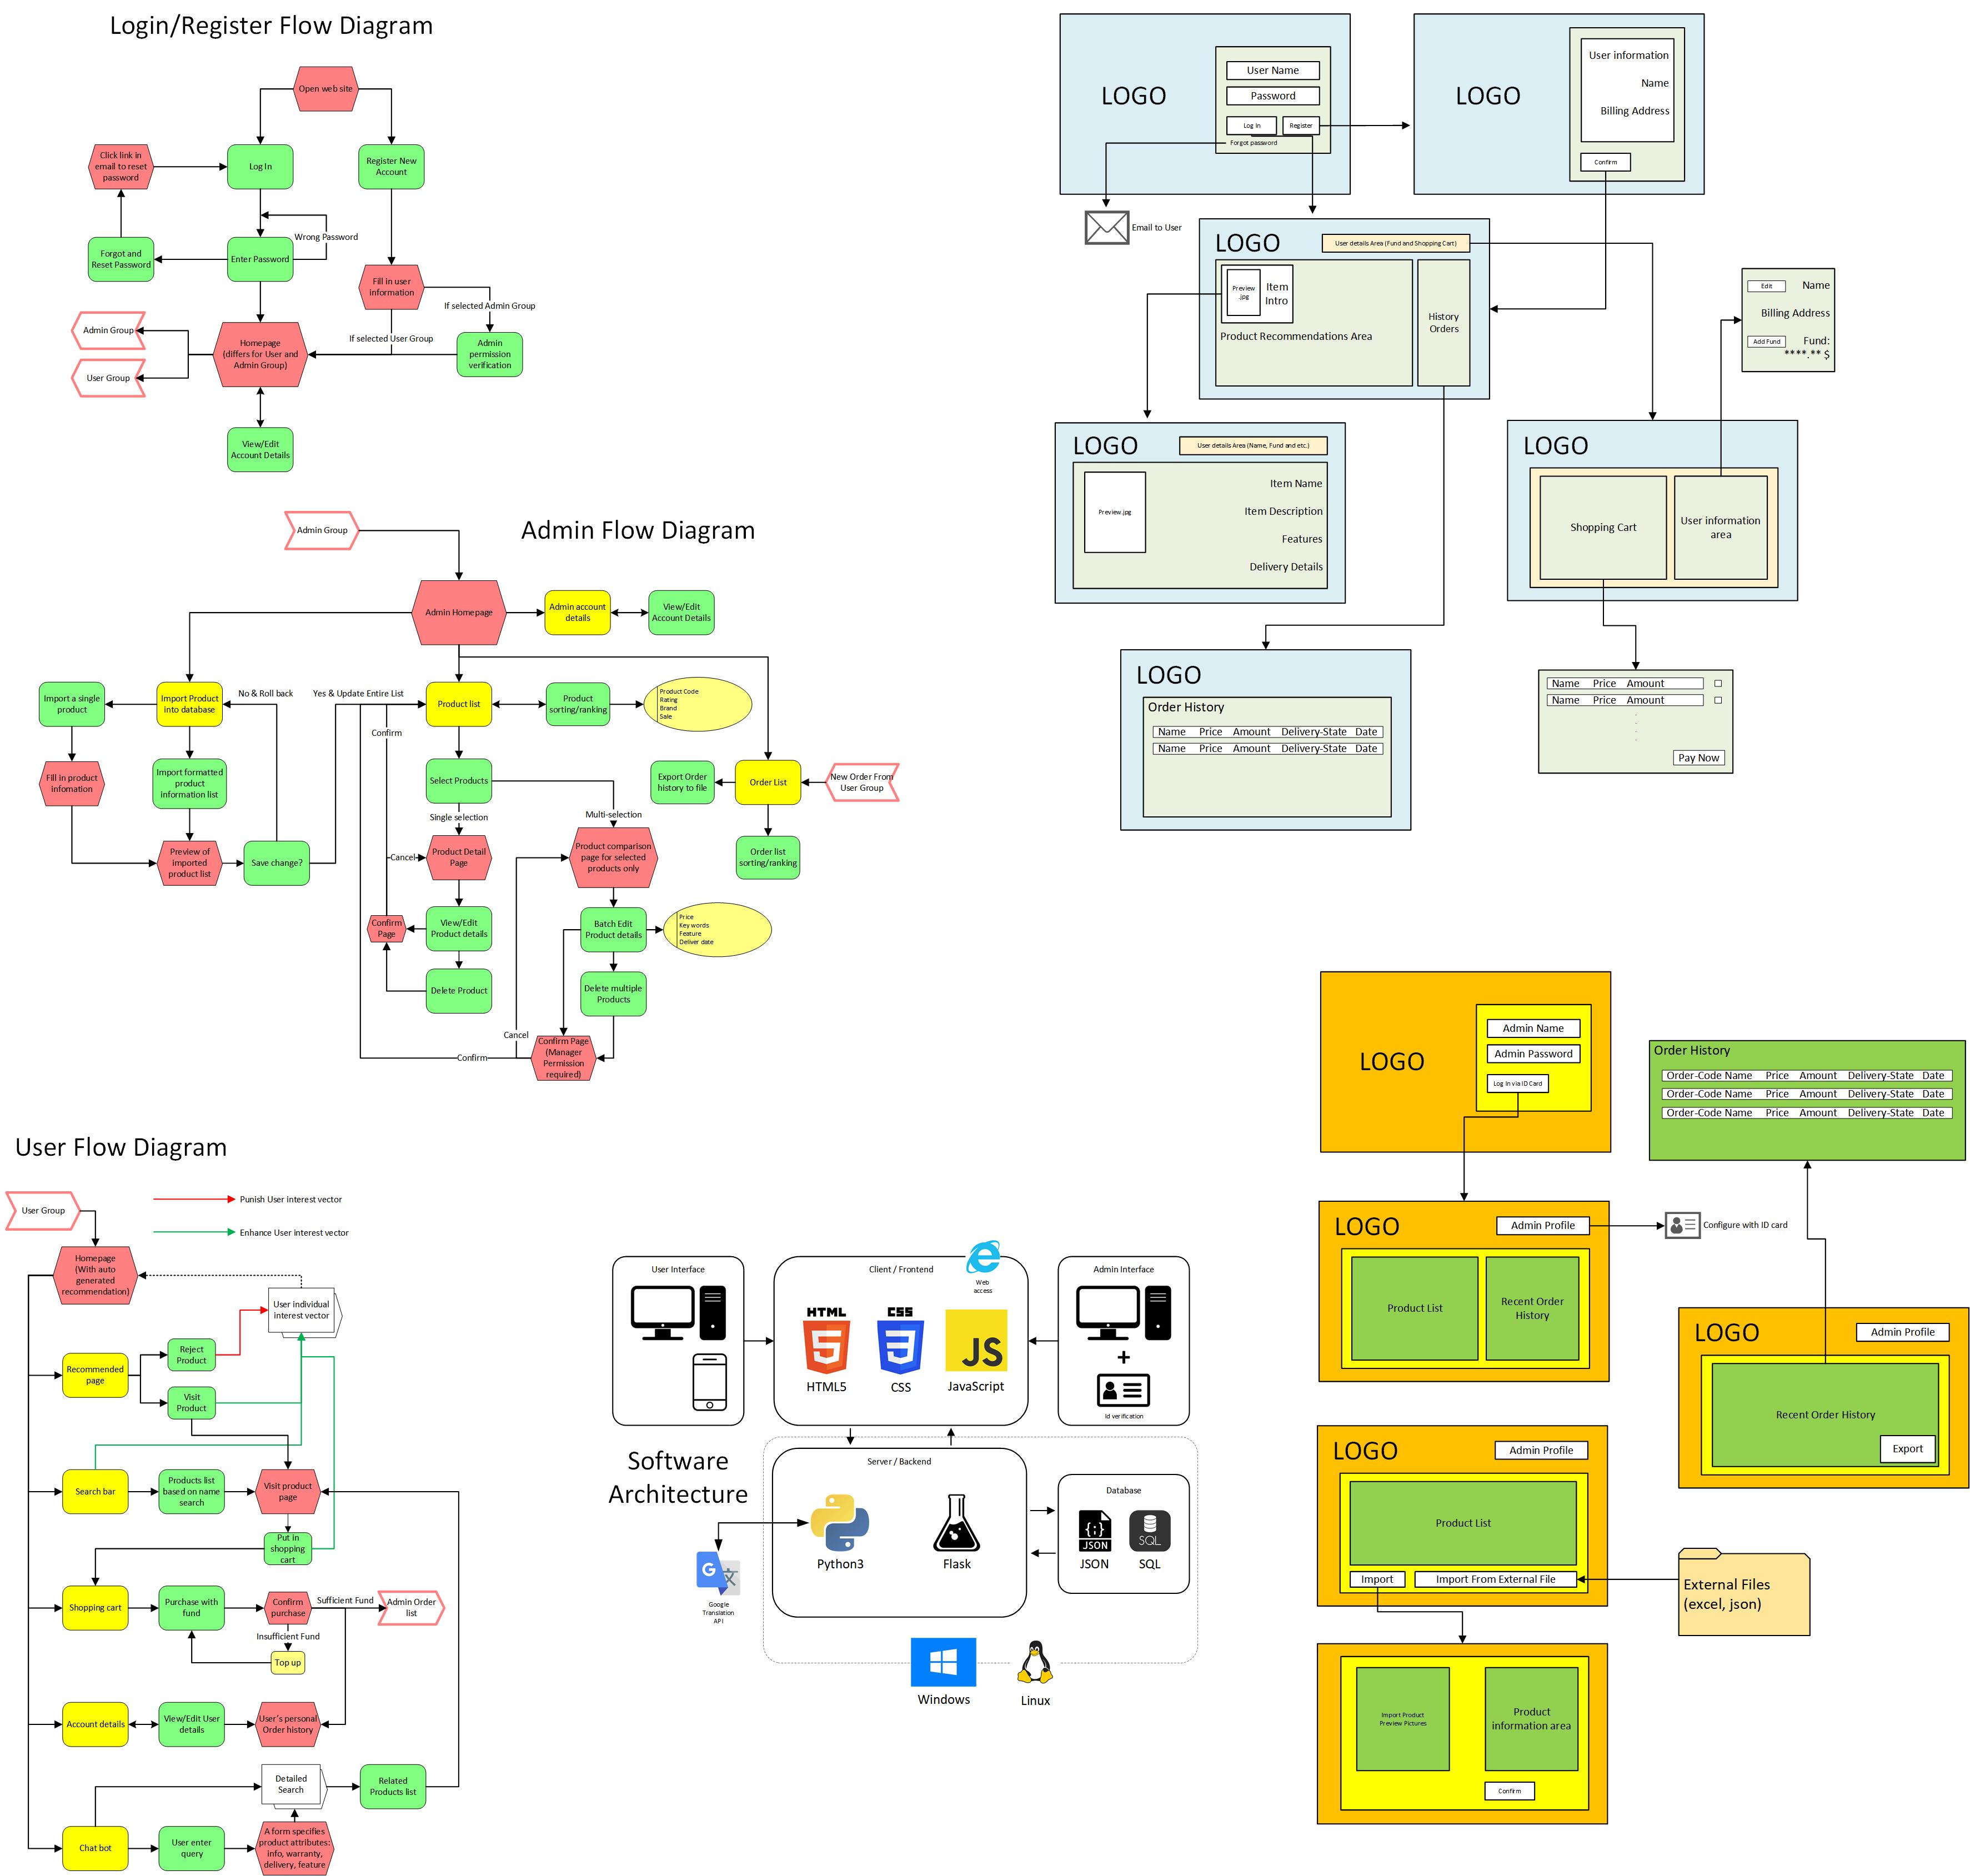 Login/Register Flow Diagram
Open web site
Click link in
email to reset
password
Log In
Register New
Account
Wrong Password
Forgot and
Reset Password
Enter Password
Fill in user
information
If selected Admin Group
If selected User Group
Admin
permission
verification
Admin Group
User Group
Homepage
(differs for User and
Admin Group)
View/Edit
Account Details
Admin Flow Diagram
Admin Group
Admin Homepage
Admin account
details
View/Edit
Account Details
Import a single
product
Import Product
into database
No & Roll back
Yes & Update Entire List
Product list
Product
sorting/ranking
Product Code
Rating
Brand
Sale
Confirm
Fill in product
infomation
Import formatted
product
information list
Select Products
Export Order
history to file
Order List
New Order From
User Group
Single selection
Multi-selection
Preview of
imported
product list
Save change?
Cancel
Product Detail
Page
Product comparison
page for selected
products only
Order list
sorting/ranking
Confirm
Page
View/Edit
Product details
Batch Edit
Product details
Price
Key words
Feature
Deliver date
Delete Product
Delete multiple
Products
Cancel
Confirm
Confirm Page
(Manager
Permission
required)
User Flow Diagram
User Group
Punish User interest vector
Enhance User interest vector
Homepage
(With auto
generated
recommendation)
User individual
interest vector
Reject
Product
Recommended
page
Visit
Product
Search bar
Products list
based on name
search
Visit product
page
Put in
shopping
cart
Shopping cart
Purchase with
fund
Confirm
purchase
Sufficient Fund
Admin Order
list
Insufficient Fund
Top up
Account details
View/Edit User
details
User's personal
Order history
Detailed
Search
Related
Products list
Chat bot
User enter
query
A form specifies
product attributes:
info, warranty,
delivery, feature
User Interface
Client / Frontend
Web
access
HTML
CSS
JS
HTML5
CSS
JavaScript
Admin Interface
+
Id verification
Software
Architecture
Server / Backend
Python3
Flask
Database
{;}
JSON
SQL
JSON
SQL
G
文
Google
Translation
API
Windows
Linux
LOGO
User Name
Password
Log In
Register
Forgot password
LOGO
User information
Name
Billing Address
Confirm
Email to User
LOGO
User details Area (Fund and Shopping Cart)
Preview
.jpg
Item
Intro
Product Recommendations Area
History
Orders
Edit
Name
Billing Address
Add Fund
Fund:
****.** $
LOGO
User details Area (Name, Fund and etc.)
Preview.jpg
Item Name
Item Description
Features
Delivery Details
LOGO
Shopping Cart
User information
area
LOGO
Order History
Name Price Amount Delivery-State Date
Name Price Amount Delivery-State Date
Name Price Amount
Name Price Amount
Pay Now
LOGO
Admin Name
Admin Password
Log In via ID Card
Order History
Order-Code Name Price Amount Delivery-State Date
Order-Code Name Price Amount Delivery-State Date
Order-Code Name Price Amount Delivery-State Date
LOGO
Admin Profile
Configure with ID card
Product List
Recent Order
History
LOGO
Admin Profile
Recent Order History
Export
LOGO
Admin Profile
Product List
Import
Import From External File
External Files
(excel, json)
Import Product
Preview Pictures
Product
information area
Confirm